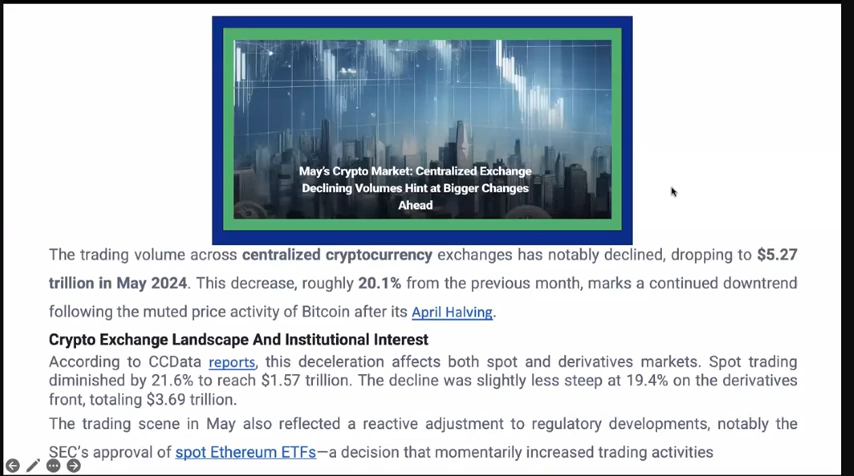 May's Crypto Market: Centralized Exchange
Declining Volumes Hint at Bigger Changes
Ahead
The trading volume across centralized cryptocurrency exchanges has notably declined, dropping to $5.27
trillion in May 2024. This decrease, roughly 20.1% from the previous month, marks a continued downtrend
following the muted price activity of Bitcoin after its April Halving.
Crypto Exchange Landscape And Institutional Interest
According to CCData reports, this deceleration affects both spot and derivatives markets. Spot trading
diminished by 21.6% to reach $1.57 trillion. The decline was slightly less steep at 19.4% on the derivatives
front, totaling $3.69 trillion.
The trading scene in May also reflected a reactive adjustment to regulatory developments, notably the
SEC's approval of spot Ethereum ETFs—a decision that momentarily increased trading activities